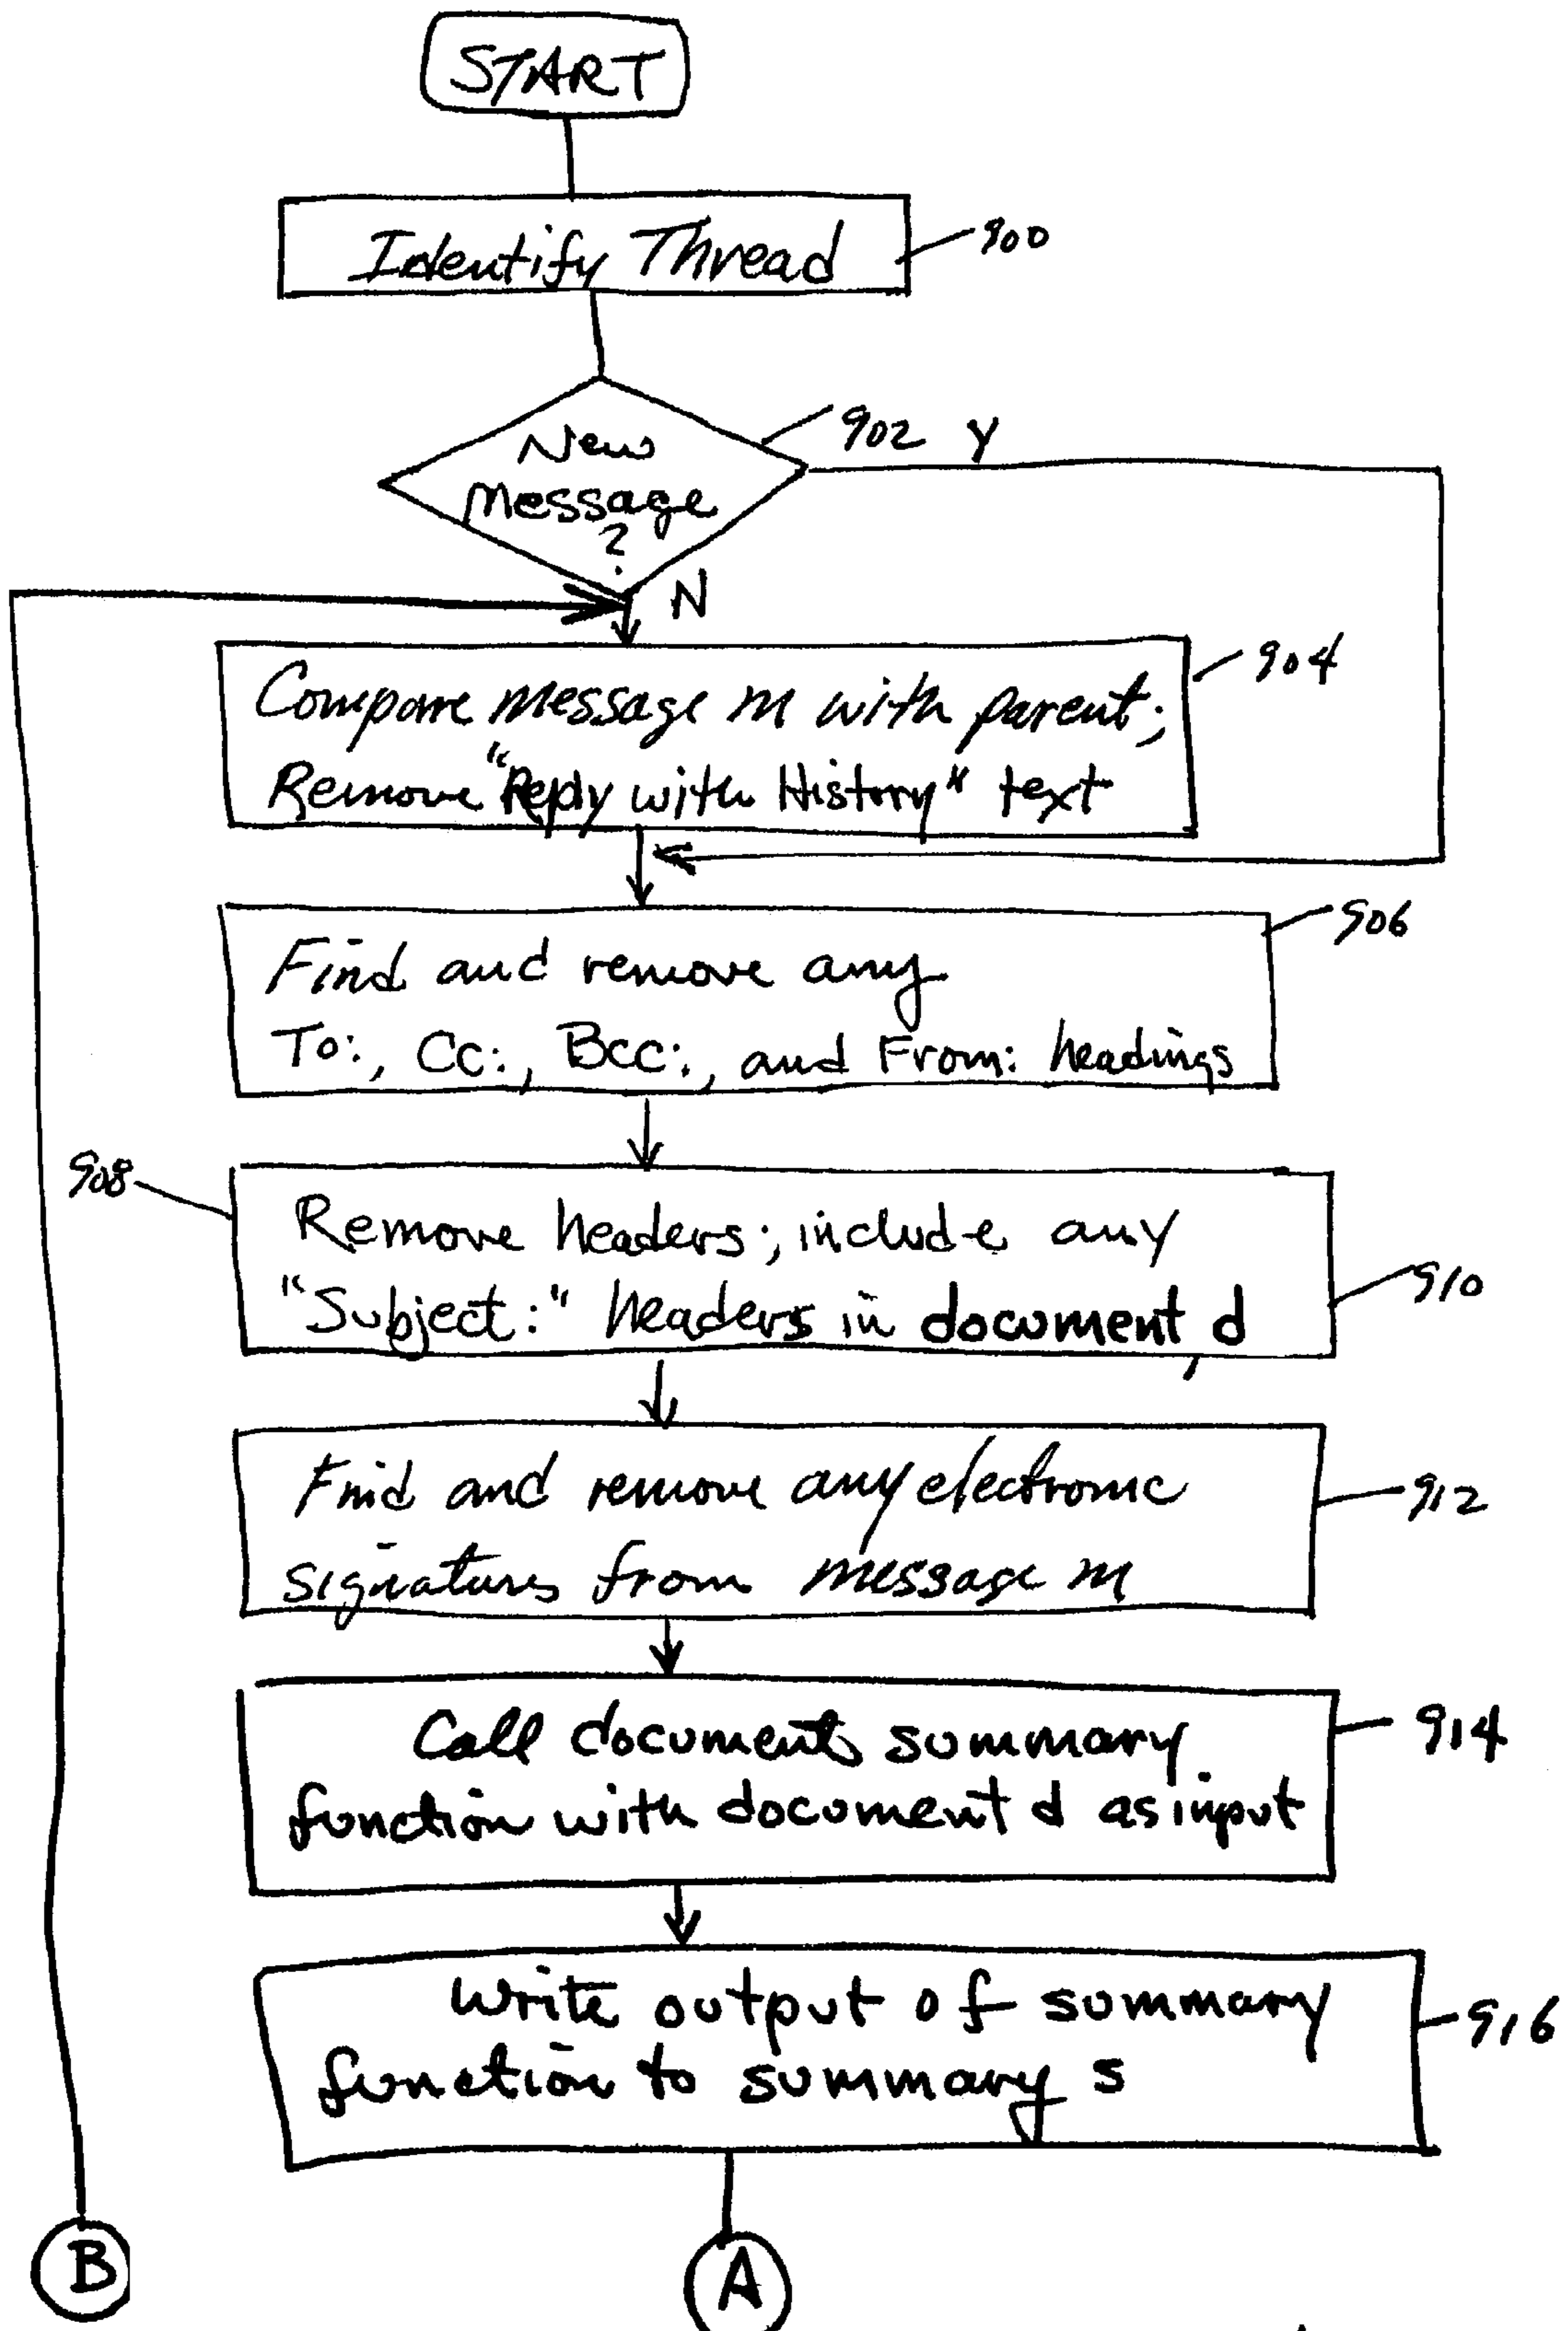 START
Identify Thread
900
902 Y
New
Message
?
N
904
Compare message m with parent;
Remove "Reply with History" text
906
Find and remove any
To:, Cc:, Bcc:, and From: headings
908
Remove headers; include any
"Subject:" headers in document d
910
Find and remove any electronic
signatures from message m
912
Call document summary
function with document d as input
914
Write output of summary
function to summary s
916
B
A